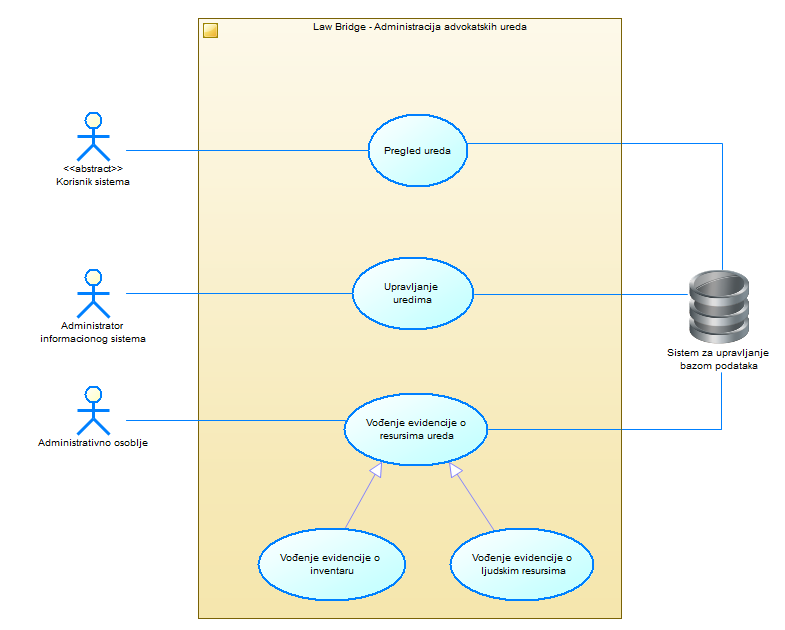 Law Bridge - Administracija advokatskih ureda
Pregled ureda
<<abstract>>
Korisnik sistema
Upravljanje
uredima
Administrator
informacionog sistema
Sistem za upravljanje
bazom podataka
Vođenje evidencije o
resursima ureda
Administrativno osoblje
Vođenje evidencije o
inventaru
Vođenje evidencije o
ljudskim resursima